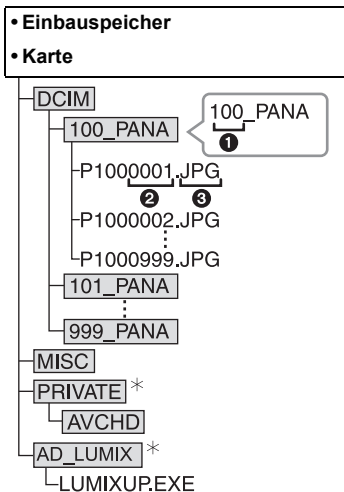 • Einbauspeicher
• Karte
DCIM
100_PANA
100_PANA
❶
P1000001.JPG
❷ ❸
P1000002.JPG
P1000999.JPG
101_PANA
999_PANA
MISC
PRIVATE *
AVCHD
AD_LUMIX *
LUMIXUP.EXE